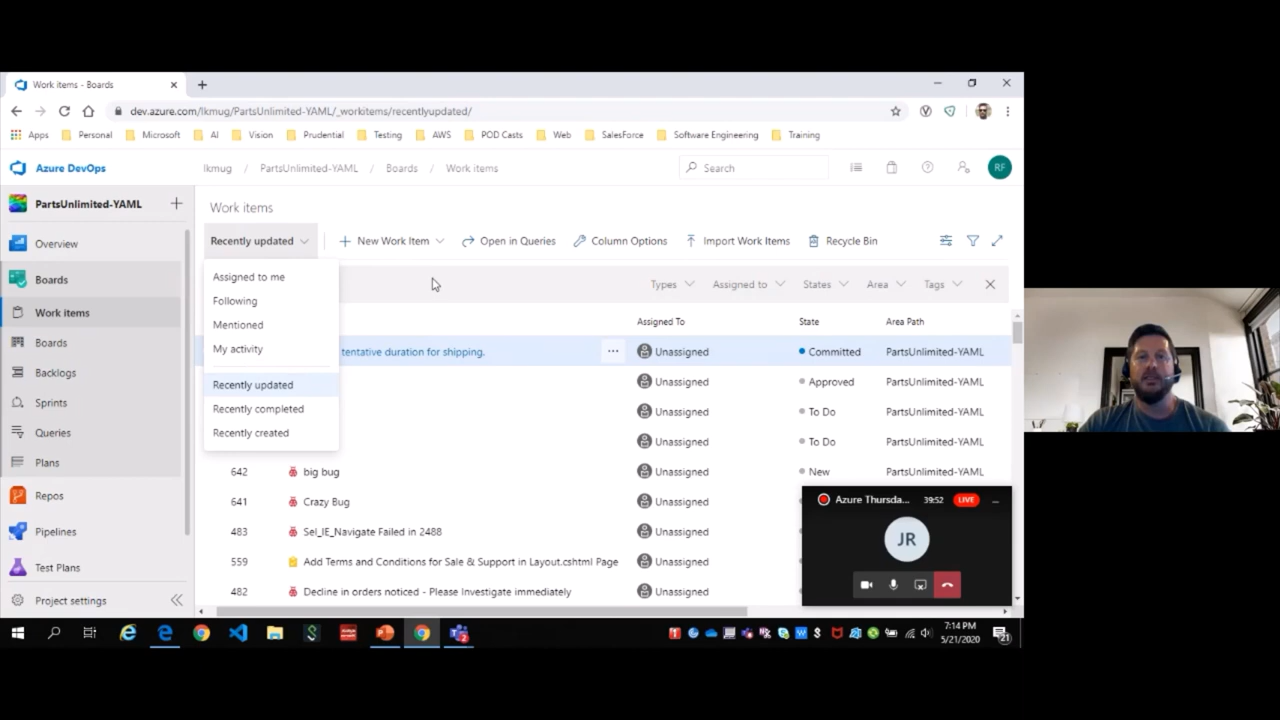 Work items - Boards
dev.azure.com/lkmug/PartsUnlimited-YAML/_workitems/recentlyupdated/
Apps Personal Microsoft AI Vision Prudential Testing AWS POD Casts Web SalesForce Software Engineering Training
Azure DevOps lkmug / PartsUnlimited-YAML / Boards / Work items Search RF
PartsUnlimited-YAML
Overview
Boards
Work items
Boards
Backlogs
Sprints
Queries
Plans
Repos
Pipelines
Test Plans
Project settings
Work items
Recently updated New Work Item Open in Queries Column Options Import Work Items Recycle Bin
Assigned to me
Following
Mentioned
My activity
Recently updated
Recently completed
Recently created
Types Assigned to States Area Tags
Assigned To State Area Path
tentative duration for shipping. Unassigned Committed PartsUnlimited-YAML
Unassigned Approved PartsUnlimited-YAML
Unassigned To Do PartsUnlimited-YAML
Unassigned To Do PartsUnlimited-YAML
642 big bug Unassigned New PartsUnlimited-YAML
641 Crazy Bug Unassigned
483 Sel_IE_Navigate Failed in 2488 Unassigned
559 Add Terms and Conditions for Sale & Support in Layout.cshtml Page Unassigned
482 Decline in orders noticed - Please Investigate immediately Unassigned
Azure Thursda... 39:52 LIVE
JR
7:14 PM
5/21/2020
21